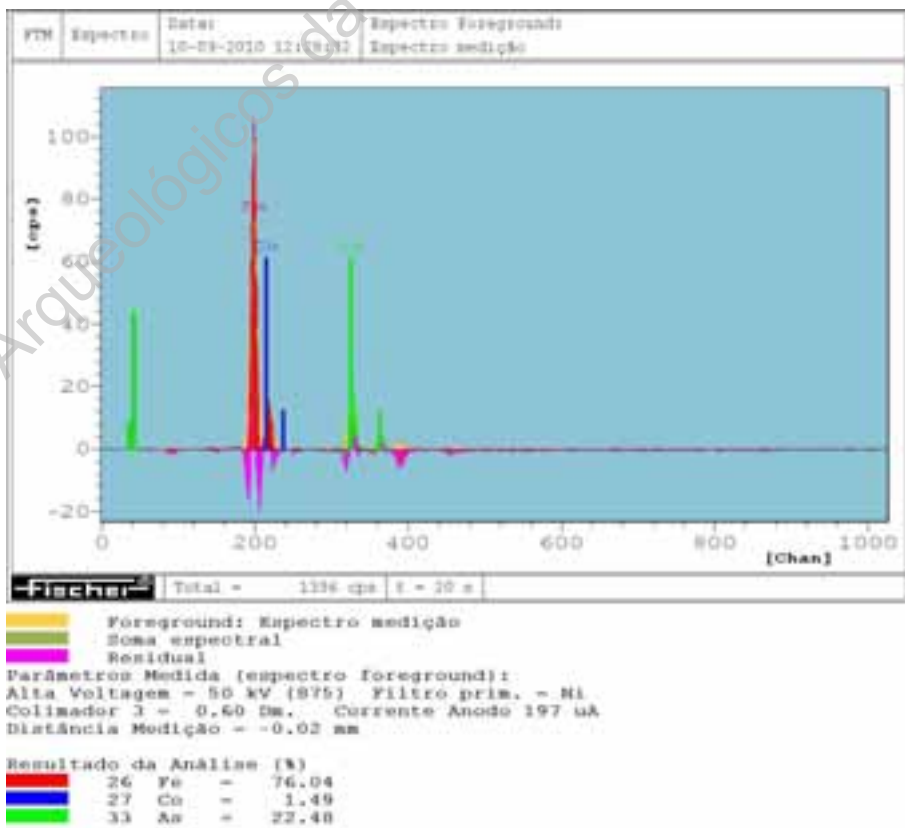 FTM Espectro
Data: Espectro Foreground:
10-09-2010 Espectro medição
Arqueológicos da
[cps]
100
80
60
40
20
0
-20
0 200 400 600 800 1000
[Chan]
Fischer Total = 1336 cps t = 20 s
Foreground: Espectro medição
Soma espectral
Residual
Parâmetros Medida (espectro foreground):
Alta Voltagem = 50 kV (875) Filtro prim. = Ni
Colimador 3 = 0.60 Dm. Corrente Anodo 197 uA
Distância Medição = -0.02 mm
Resultado da Análise (%)
26 Fe = 76.04
27 Co = 1.49
33 As = 22.48